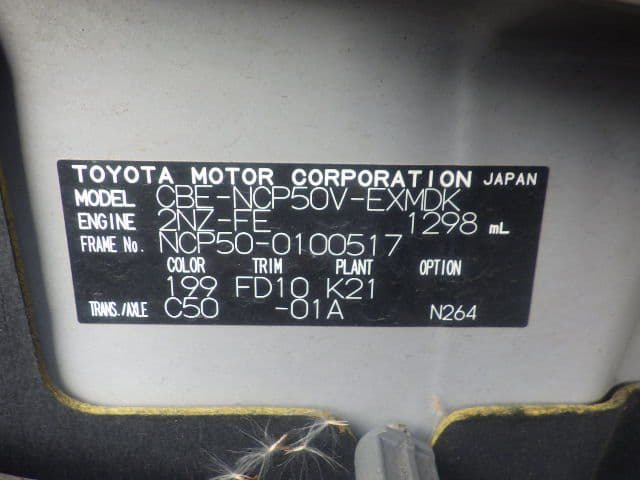 TOYOTA MOTOR CORPORATION JAPAN
MODEL CBE-NCP50V-EXMDK
ENGINE 2NZ-FE 1298 mL
FRAME No. NCP50-0100517
COLOR TRIM PLANT OPTION
199 FD10 K21
TRANS./AXLE C50 -01A N264